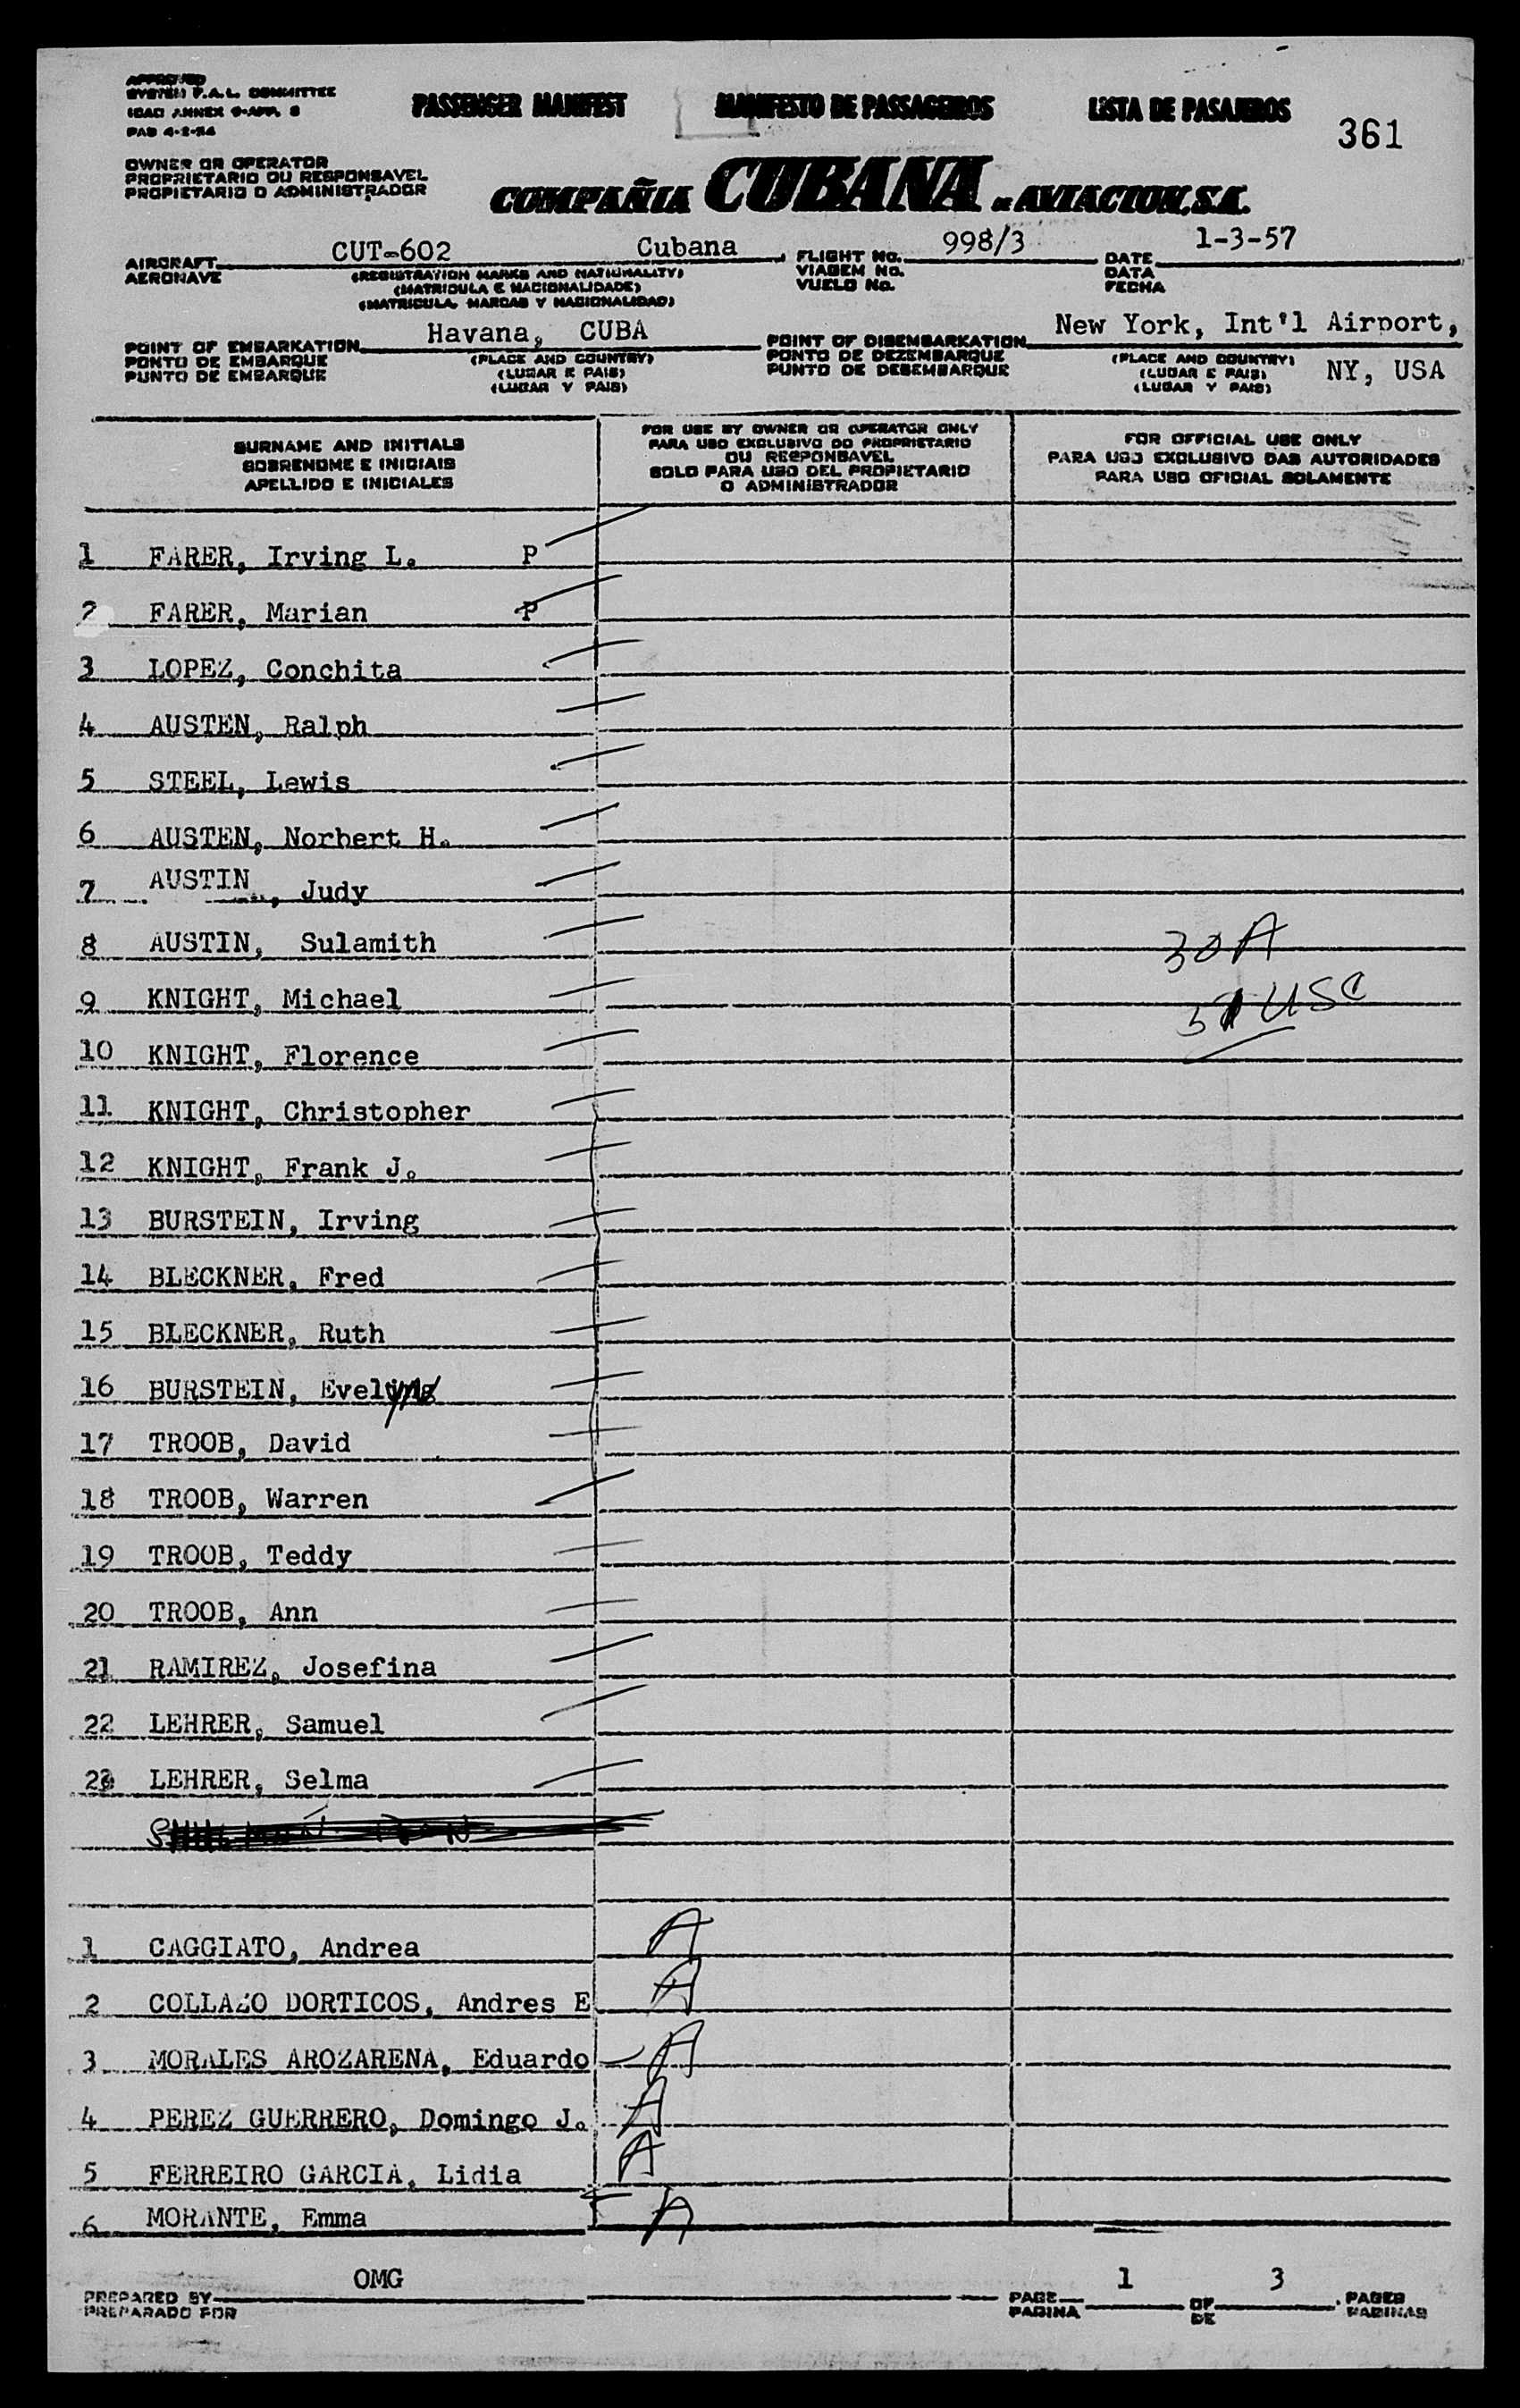 APPROVED
SYSTEM F.A.L. COMMITTEE
ICAO ANNEX 9-APP. 3
PAS 4-2-54
PASSENGER MANIFEST MANIFESTO DE PASSAGEIROS LISTA DE PASAJEROS
361
OWNER OR OPERATOR
PROPRIETARIO OU RESPONSAVEL
PROPIETARIO O ADMINISTRADOR
COMPAÑIA CUBANA DE AVIACION, S.A.
AIRCRAFT CUT-602 Cubana, FLIGHT No. 998/3 DATE 1-3-57
AERONAVE (REGISTRATION MARKS AND NATIONALITY) VIAGEM No. DATA
(MATRICULA E NACIONALIDADE) VUELO No. FECHA
(MATRICULA, MARCAS Y NACIONALIDAD)
POINT OF EMBARKATION Havana, CUBA POINT OF DISEMBARKATION New York, Int'l Airport,
PONTO DE EMBARQUE (PLACE AND COUNTRY) PONTO DE DEZEMBARQUE (PLACE AND COUNTRY) NY, USA
PUNTO DE EMBARQUE (LUGAR E PAIS) PUNTO DE DESEMBARQUE (LUGAR E PAIS)
(LUGAR Y PAIS) (LUGAR Y PAIS)
SURNAME AND INITIALS
SOBRENOME E INICIAIS
APELLIDO E INICIALES
FOR USE BY OWNER OR OPERATOR ONLY
PARA USO EXCLUSIVO DO PROPRIETARIO
OU RESPONSAVEL
SOLO PARA USO DEL PROPIETARIO
O ADMINISTRADOR
FOR OFFICIAL USE ONLY
PARA USO EXCLUSIVO DAS AUTORIDADES
PARA USO OFICIAL SOLAMENTE
1 FARER, Irving L. P
2 FARER, Marian P
3 LOPEZ, Conchita
4 AUSTEN, Ralph
5 STEEL, Lewis
6 AUSTEN, Norbert H.
7 AUSTIN, Judy
8 AUSTIN, Sulamith 30 A
9 KNIGHT, Michael USC
10 KNIGHT, Florence
11 KNIGHT, Christopher
12 KNIGHT, Frank J.
13 BURSTEIN, Irving
14 BLECKNER, Fred
15 BLECKNER, Ruth
16 BURSTEIN, Evelyn
17 TROOB, David
18 TROOB, Warren
19 TROOB, Teddy
20 TROOB, Ann
21 RAMIREZ, Josefina
22 LEHRER, Samuel
23 LEHRER, Selma
1 CAGGIATO, Andrea A
2 COLLAZO DORTICOS, Andres E A
3 MORALES AROZARENA, Eduardo A
4 PEREZ GUERRERO, Domingo J. A
5 FERREIRO GARCIA, Lidia A
6 MORANTE, Emma A
PREPARED BY OMG PAGE 1 OF 3 PAGES
PREPARADO POR PAGINA DE PAGINAS